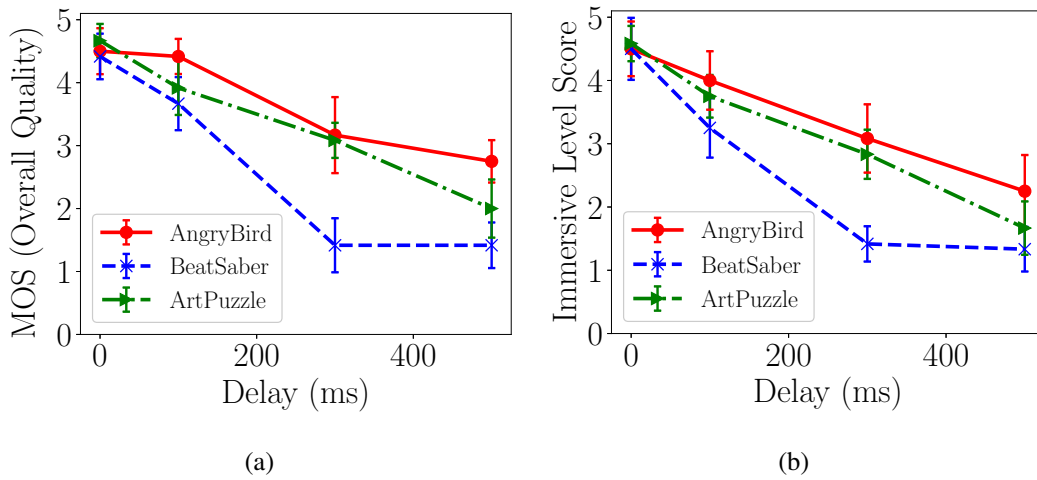 MOS (Overall Quality)
5
4
3
2
1
0
AngryBird
BeatSaber
ArtPuzzle
0 200 400
Delay (ms)
(a)
Immersive Level Score
5
4
3
2
1
0
AngryBird
BeatSaber
ArtPuzzle
0 200 400
Delay (ms)
(b)